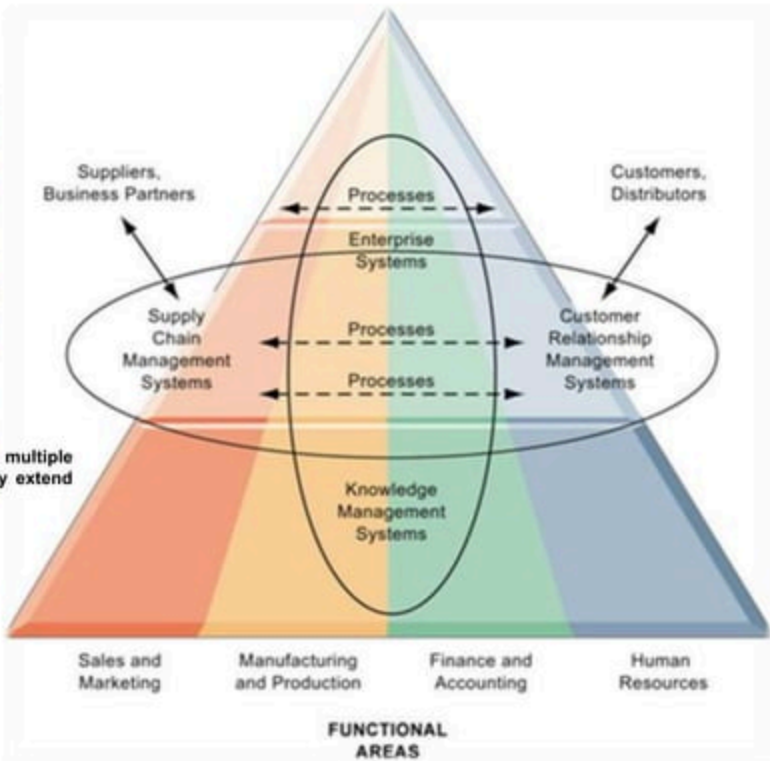 Suppliers,
Business Partners
Customers,
Distributors
Processes
Enterprise
Systems
Supply
Chain
Management
Systems
Processes
Processes
Customer
Relationship
Management
Systems
multiple
y extend
Knowledge
Management
Systems
Sales and
Marketing
Manufacturing
and Production
Finance and
Accounting
Human
Resources
FUNCTIONAL
AREAS